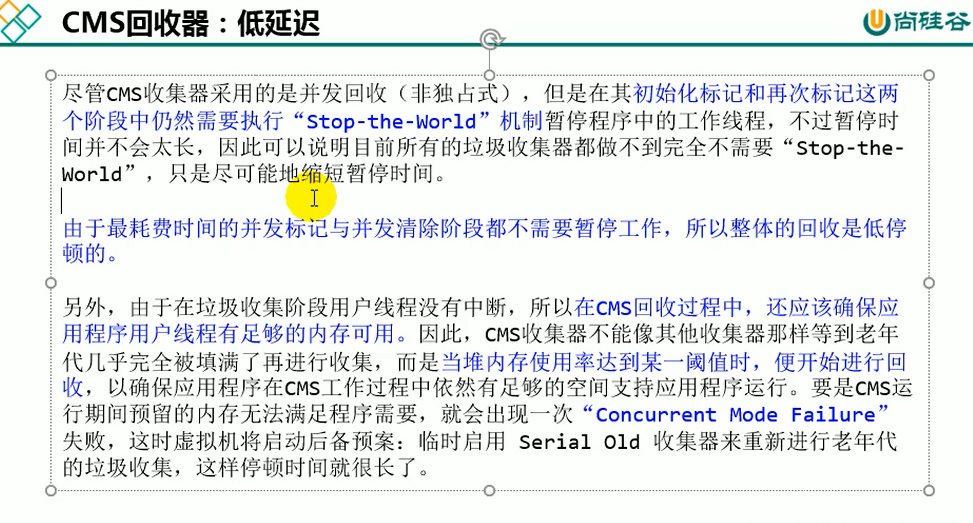 CMS回收器：低延迟
尚硅谷
尽管CMS收集器采用的是并发回收（非独占式），但是在其初始化标记和再次标记这两
个阶段中仍然需要执行“Stop-the-World”机制暂停程序中的工作线程，不过暂停时
间并不会太长，因此可以说明目前所有的垃圾收集器都做不到完全不需要“Stop-the-
World”，只是尽可能地缩短暂停时间。
由于最耗费时间的并发标记与并发清除阶段都不需要暂停工作，所以整体的回收是低停
顿的。
另外，由于在垃圾收集阶段用户线程没有中断，所以在CMS回收过程中，还应该确保应
用程序用户线程有足够的内存可用。因此，CMS收集器不能像其他收集器那样等到老年
代几乎完全被填满了再进行收集，而是当堆内存使用率达到某一阈值时，便开始进行回
收，以确保应用程序在CMS工作过程中依然有足够的空间支持应用程序运行。要是CMS运
行期间预留的内存无法满足程序需要，就会出现一次“Concurrent Mode Failure”
失败，这时虚拟机将启动后备预案：临时启用 Serial Old 收集器来重新进行老年代
的垃圾收集，这样停顿时间就很长了。